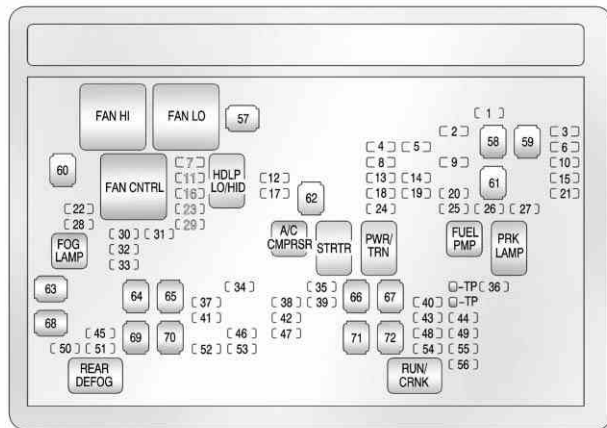 FAN HI
FAN LO
57
[ 1 ]
[ 2 ]
58
59
[ 3 ]
[ 4 ] [ 5 ]
[ 6 ]
60
FAN CNTRL
[ 7 ]
[ 11 ]
[ 16 ]
[ 23 ]
[ 29 ]
HDLP
LO/HID
[ 8 ]
[ 9 ]
[ 10 ]
[ 12 ]
[ 17 ]
62
[ 13 ] [ 14 ]
61
[ 15 ]
[ 18 ] [ 19 ]
[ 20 ]
[ 21 ]
[ 22 ]
[ 28 ]
[ 24 ]
[ 25 ] [ 26 ] [ 27 ]
FOG
LAMP
[ 30 ] [ 31 ]
[ 32 ]
[ 33 ]
A/C
CMPRSR
STRTR
PWR/
TRN
FUEL
PMP
PRK
LAMP
63
64
65
[ 34 ]
[ 35 ]
66
67
-TP [ 36 ]
[ 37 ]
[ 38 ] [ 39 ]
[ 40 ] -TP
68
[ 41 ]
[ 42 ]
[ 43 ] [ 44 ]
[ 45 ]
69
70
[ 46 ]
[ 47 ]
71
72
[ 48 ] [ 49 ]
[ 50 ] [ 51 ]
[ 52 ] [ 53 ]
[ 54 ] [ 55 ]
[ 56 ]
REAR
DEFOG
RUN/
CRNK